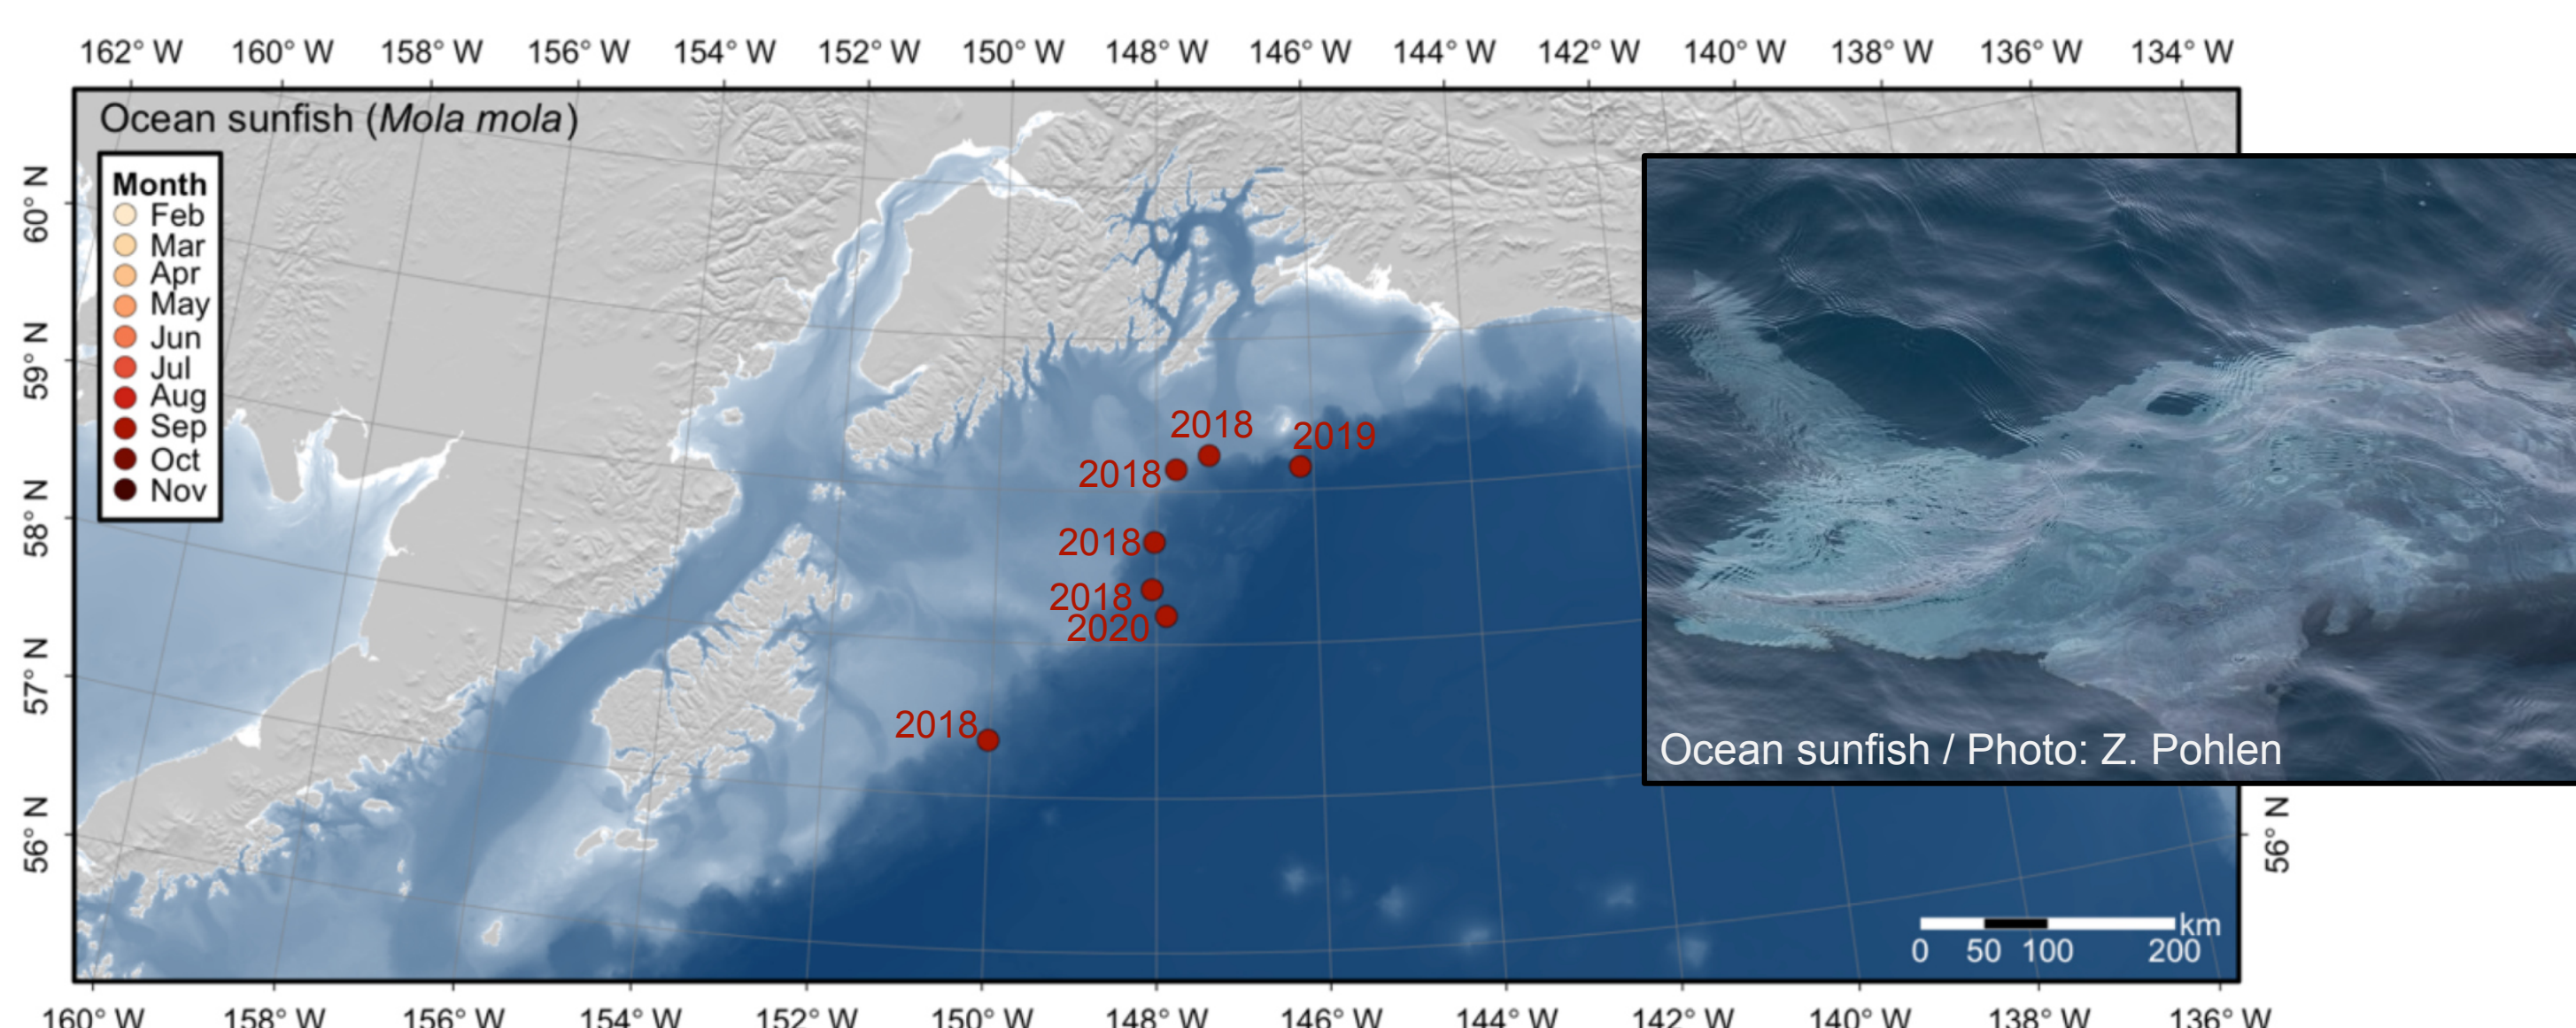 162° W 160° W 158° W 156° W 154° W 152° W 150° W 148° W 146° W 144° W 142° W 140° W 138° W 136° W 134° W
Ocean sunfish (Mola mola)
Month
Feb
Mar
Apr
May
Jun
Jul
Aug
Sep
Oct
Nov
60° N
59° N
58° N
57° N
56° N
2018
2019
2018
2018
2018
2020
2018
Ocean sunfish / Photo: Z. Pohlen
56° N
km
0 50 100 200
160° W 158° W 156° W 154° W 152° W 150° W 148° W 146° W 144° W 142° W 140° W 138° W 136° W